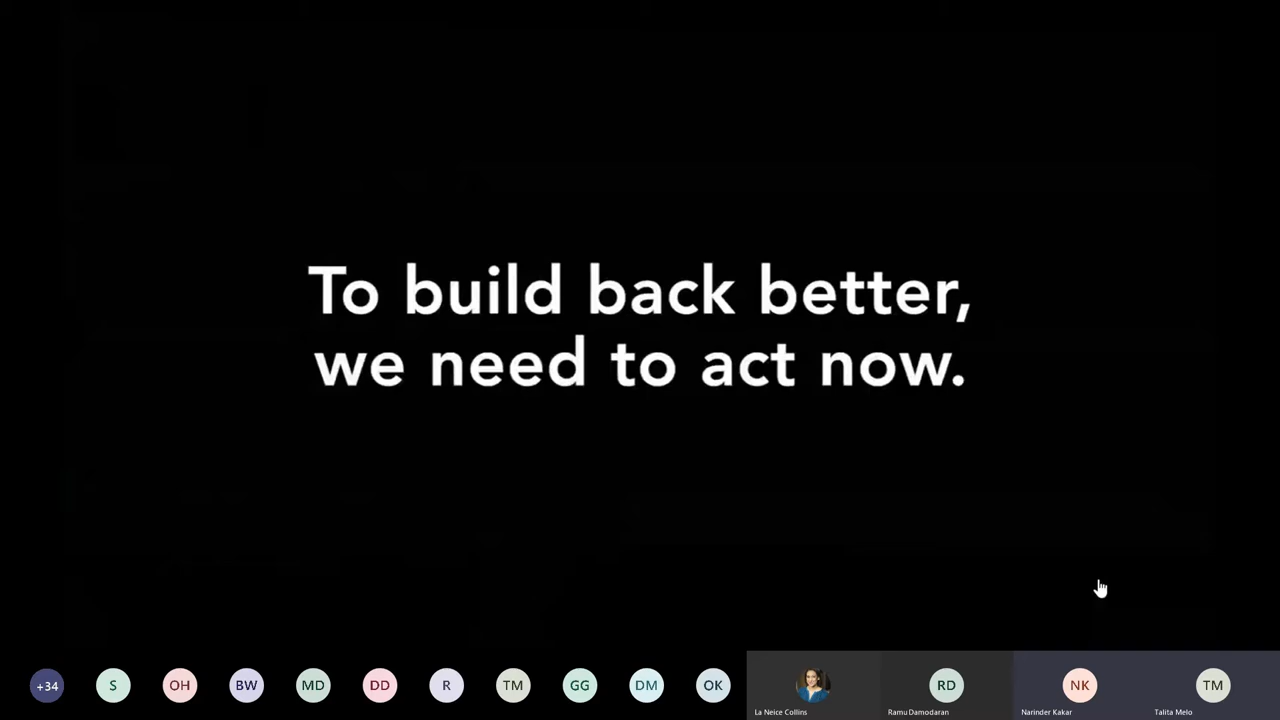 To build back better,
we need to act now.
+34
S
OH
BW
MD
DD
R
TM
GG
DM
OK
RD
NK
TM
La Neice Collins
Ramu Damodaran
Narinder Kakar
Talita Melo